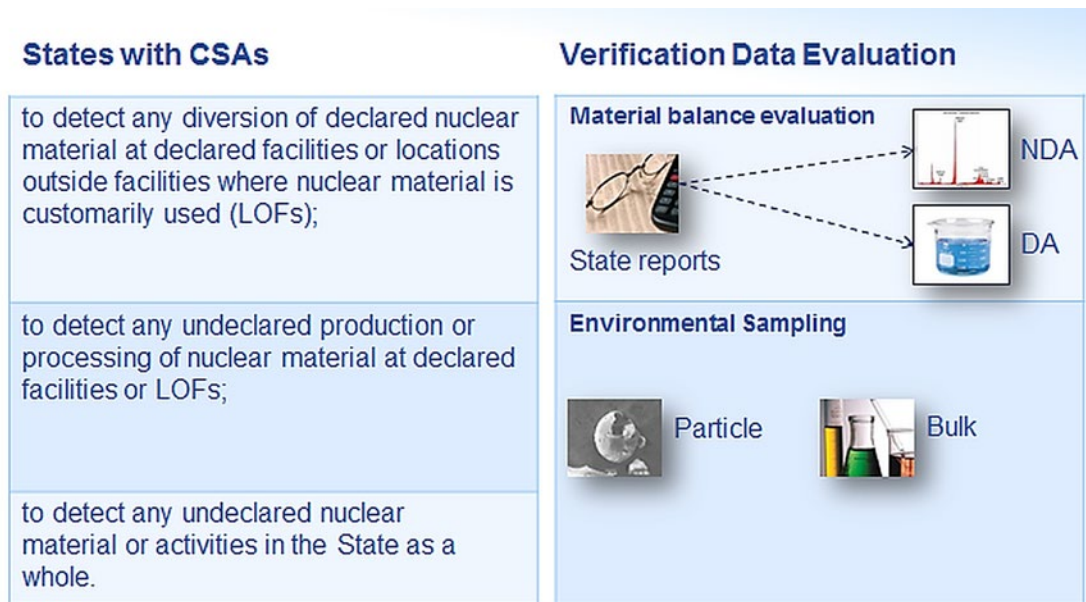 States with CSAs
Verification Data Evaluation
to detect any diversion of declared nuclear
material at declared facilities or locations
outside facilities where nuclear material is
customarily used (LOFs);
Material balance evaluation
NDA
State reports
DA
to detect any undeclared production or
processing of nuclear material at declared
facilities or LOFs;
Environmental Sampling
Particle
Bulk
to detect any undeclared nuclear
material or activities in the State as a
whole.